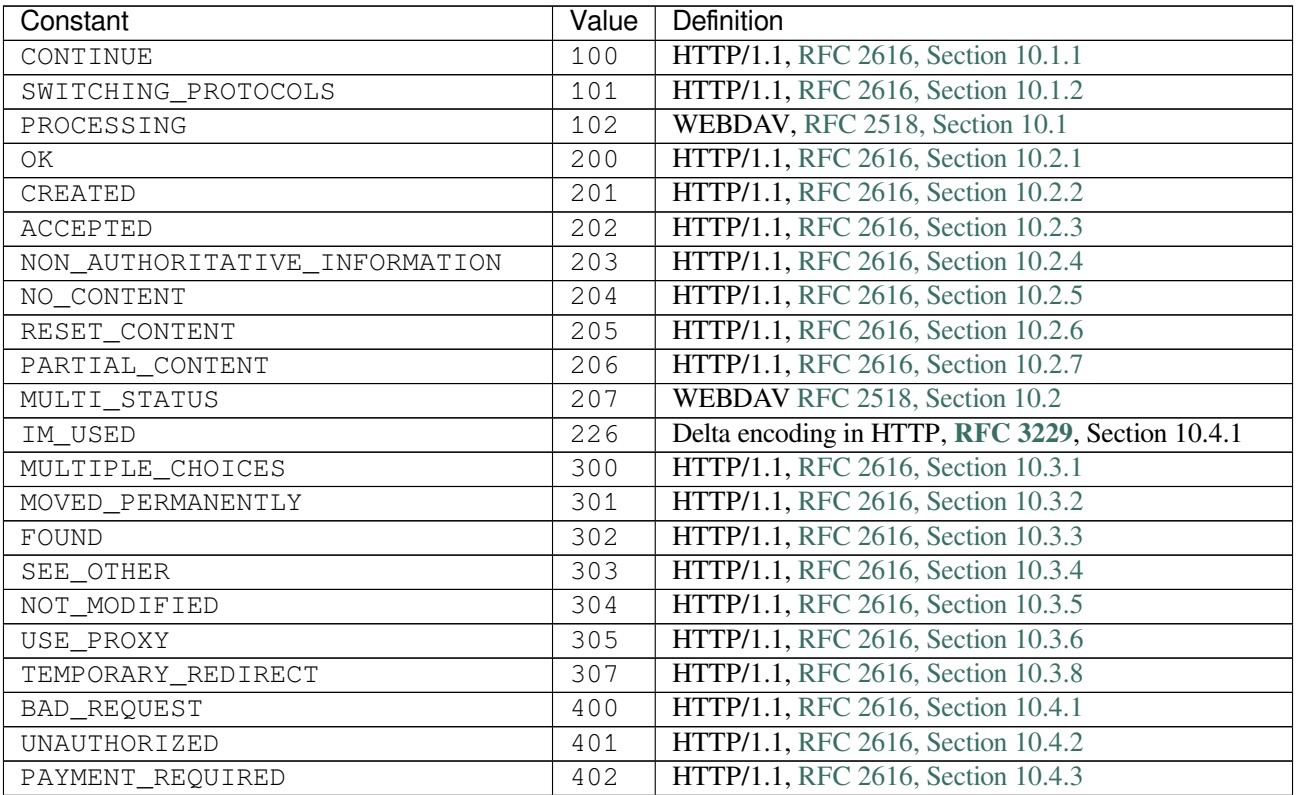 Constant Value Definition
CONTINUE 100 HTTP/1.1, RFC 2616, Section 10.1.1
SWITCHING_PROTOCOLS 101 HTTP/1.1, RFC 2616, Section 10.1.2
PROCESSING 102 WEBDAV, RFC 2518, Section 10.1
OK 200 HTTP/1.1, RFC 2616, Section 10.2.1
CREATED 201 HTTP/1.1, RFC 2616, Section 10.2.2
ACCEPTED 202 HTTP/1.1, RFC 2616, Section 10.2.3
NON_AUTHORITATIVE_INFORMATION 203 HTTP/1.1, RFC 2616, Section 10.2.4
NO_CONTENT 204 HTTP/1.1, RFC 2616, Section 10.2.5
RESET_CONTENT 205 HTTP/1.1, RFC 2616, Section 10.2.6
PARTIAL_CONTENT 206 HTTP/1.1, RFC 2616, Section 10.2.7
MULTI_STATUS 207 WEBDAV RFC 2518, Section 10.2
IM_USED 226 Delta encoding in HTTP, RFC 3229, Section 10.4.1
MULTIPLE_CHOICES 300 HTTP/1.1, RFC 2616, Section 10.3.1
MOVED_PERMANENTLY 301 HTTP/1.1, RFC 2616, Section 10.3.2
FOUND 302 HTTP/1.1, RFC 2616, Section 10.3.3
SEE_OTHER 303 HTTP/1.1, RFC 2616, Section 10.3.4
NOT_MODIFIED 304 HTTP/1.1, RFC 2616, Section 10.3.5
USE_PROXY 305 HTTP/1.1, RFC 2616, Section 10.3.6
TEMPORARY_REDIRECT 307 HTTP/1.1, RFC 2616, Section 10.3.8
BAD_REQUEST 400 HTTP/1.1, RFC 2616, Section 10.4.1
UNAUTHORIZED 401 HTTP/1.1, RFC 2616, Section 10.4.2
PAYMENT_REQUIRED 402 HTTP/1.1, RFC 2616, Section 10.4.3